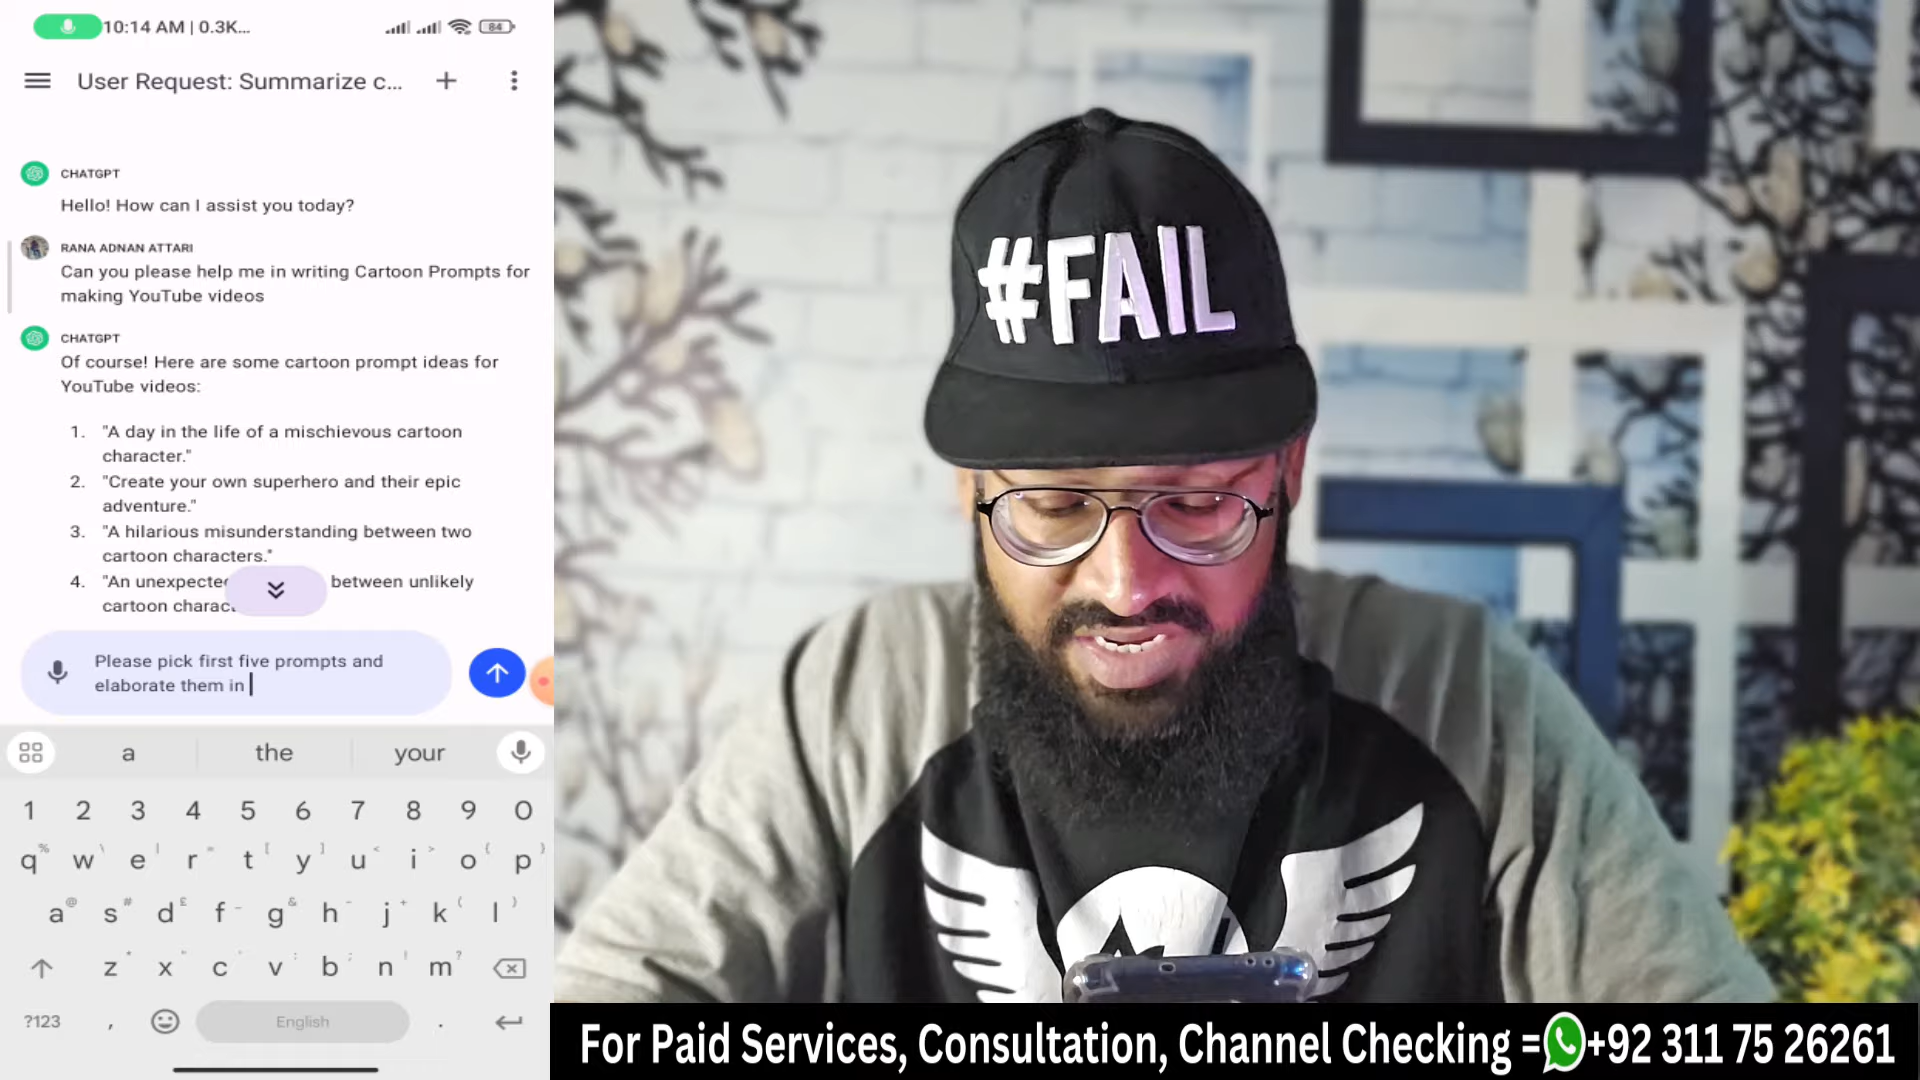 10:14 AM | 0.3K...
84
User Request: Summarize c...
CHATGPT
Hello! How can I assist you today?
RANA ADNAN ATTARI
Can you please help me in writing Cartoon Prompts for
making YouTube videos
CHATGPT
Of course! Here are some cartoon prompt ideas for
YouTube videos:
1. "A day in the life of a mischievous cartoon
character."
2. "Create your own superhero and their epic
adventure."
3. "A hilarious misunderstanding between two
cartoon characters."
4. "An unexpected between unlikely
cartoon
Please pick first five prompts and
elaborate them in
a the your
1 2 3 4 5 6 7 8 9 0
q w e r t y u i o p
a s d f g h j k l
z x c v b n m
?123 , English .
#FAIL
For Paid Services, Consultation, Channel Checking = +92 311 75 26261